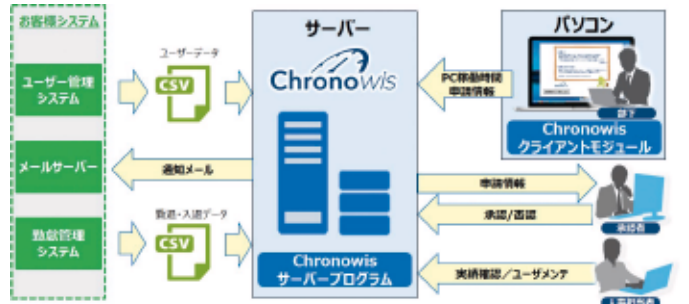 お客様システム
ユーザー管理
システム
メールサーバー
勤怠管理
システム
ユーザーデータ
CSV
通知メール
CSV
サーバー
Chronowis
Chronowis
サーバープログラム
パソコン
PC稼働時間
申請情報
部下
Chronowis
クライアントモジュール
申請情報
承認/否認
承認者
実績確認/ユーザメンテ